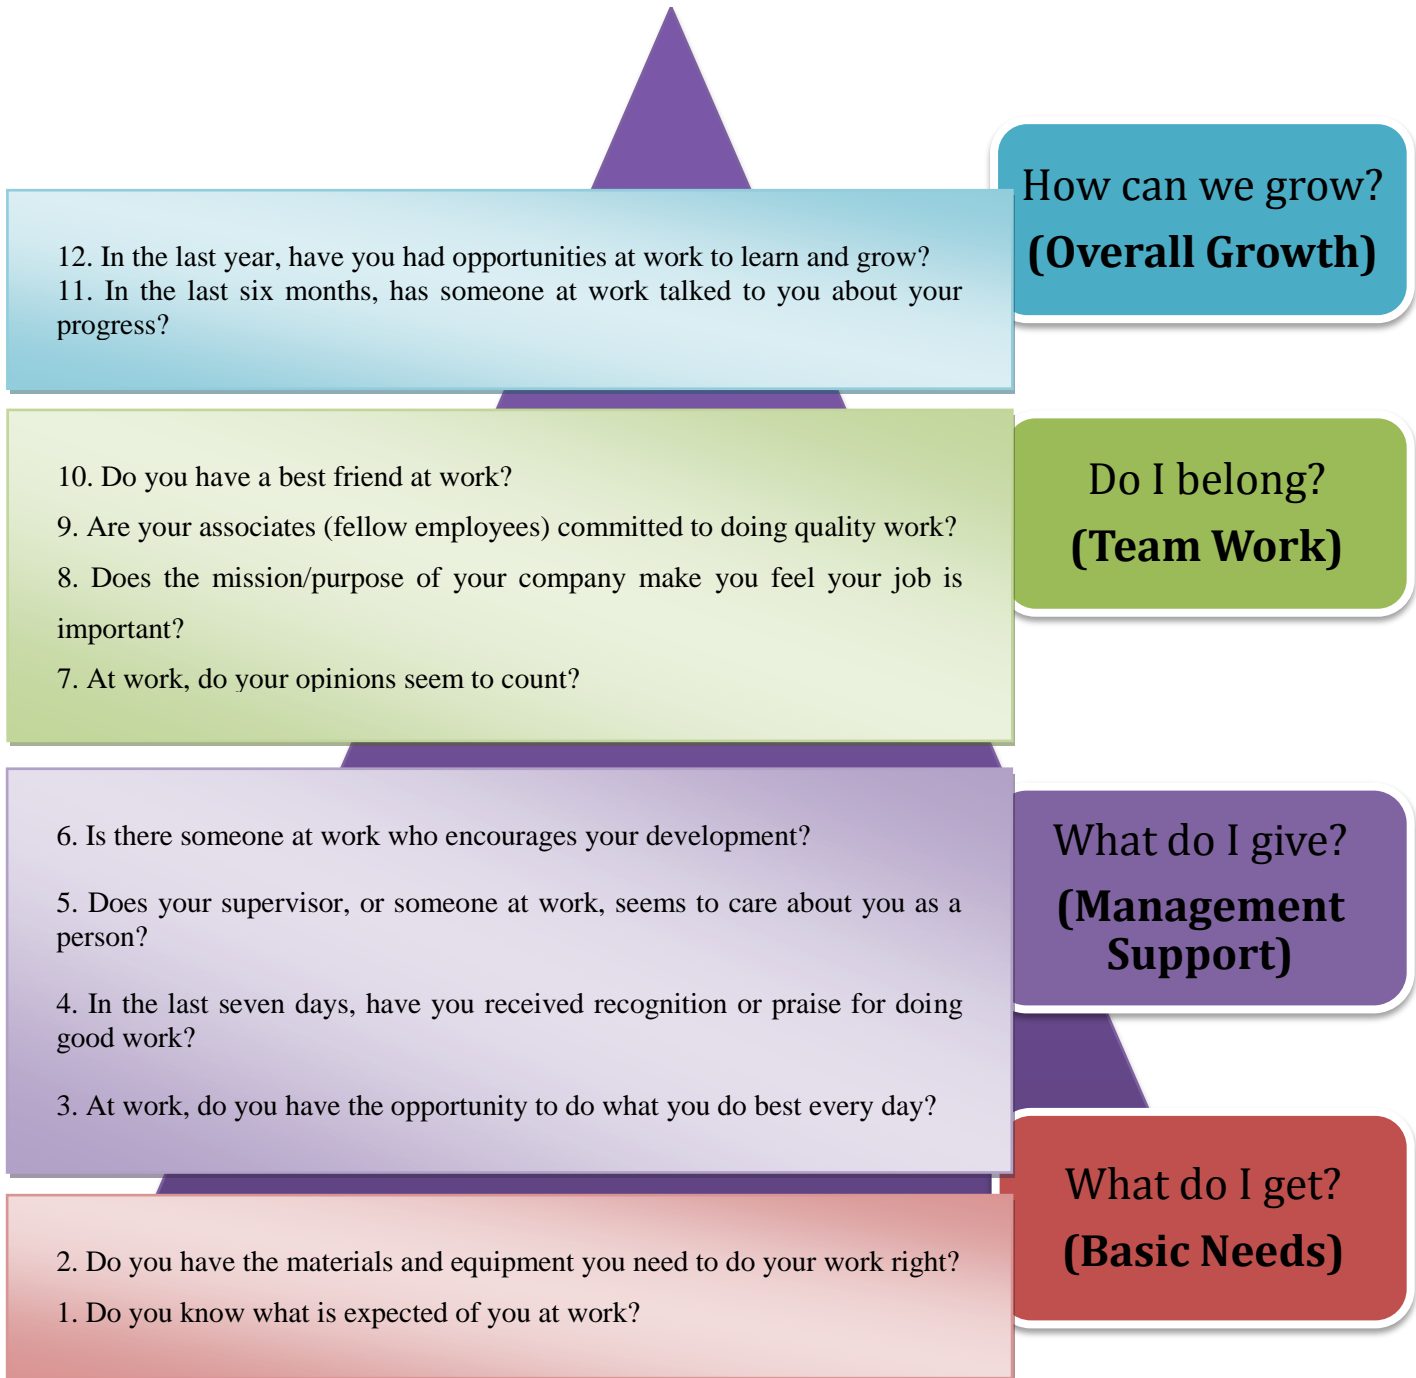 How can we grow?
(Overall Growth)
12. In the last year, have you had opportunities at work to learn and grow?
11. In the last six months, has someone at work talked to you about your
progress?
Do I belong?
(Team Work)
10. Do you have a best friend at work?
9. Are your associates (fellow employees) committed to doing quality work?
8. Does the mission/purpose of your company make you feel your job is
important?
7. At work, do your opinions seem to count?
What do I give?
(Management
Support)
6. Is there someone at work who encourages your development?
5. Does your supervisor, or someone at work, seems to care about you as a
person?
4. In the last seven days, have you received recognition or praise for doing
good work?
3. At work, do you have the opportunity to do what you do best every day?
What do I get?
(Basic Needs)
2. Do you have the materials and equipment you need to do your work right?
1. Do you know what is expected of you at work?